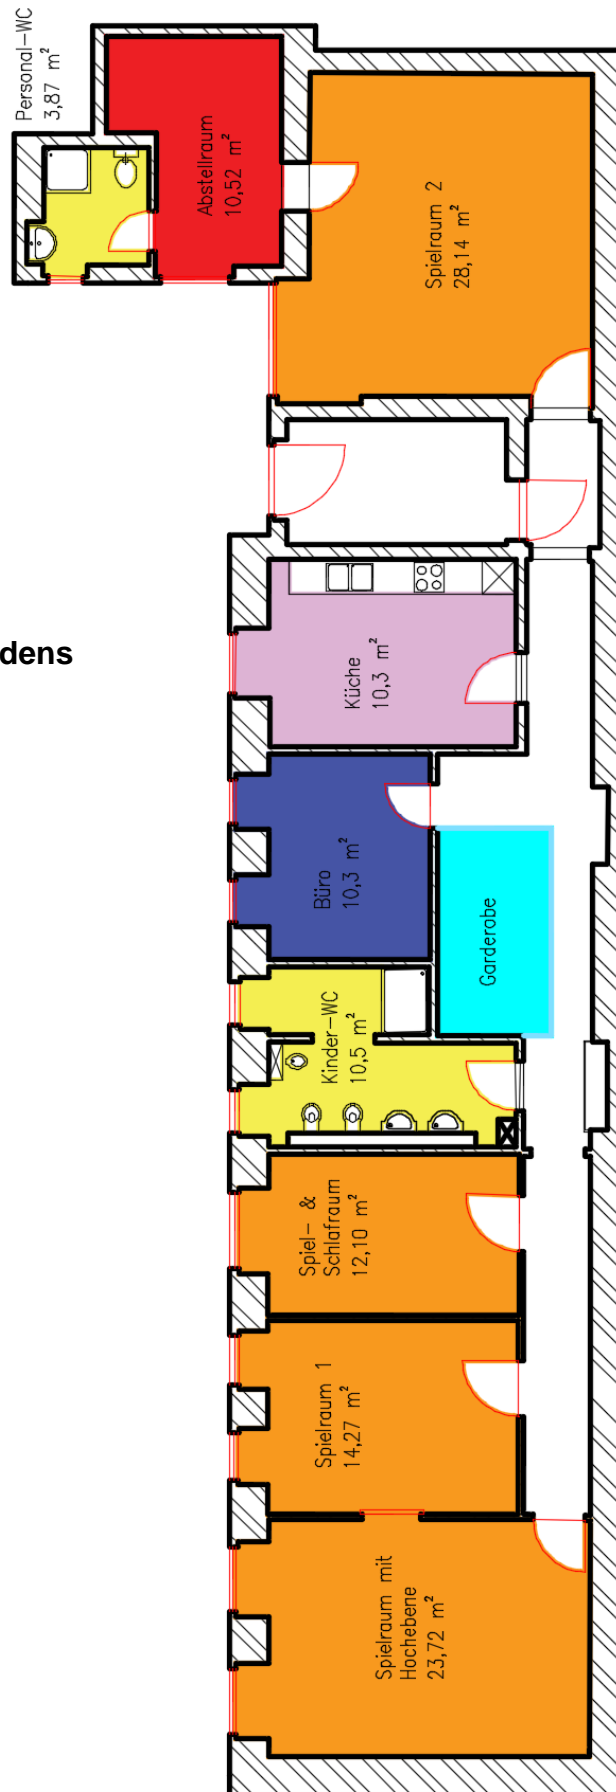 Personal-WC
3,87 m²
Abstellraum
10,52 m²
Spielraum 2
28,14 m²
dens
Küche
10,3 m²
Büro
10,3 m²
Garderobe
Kinder-WC
10,5 m²
Spiel- &
Schlafraum
12,10 m²
Spielraum 1
14,27 m²
Spielraum mit
Hochebene
23,72 m²